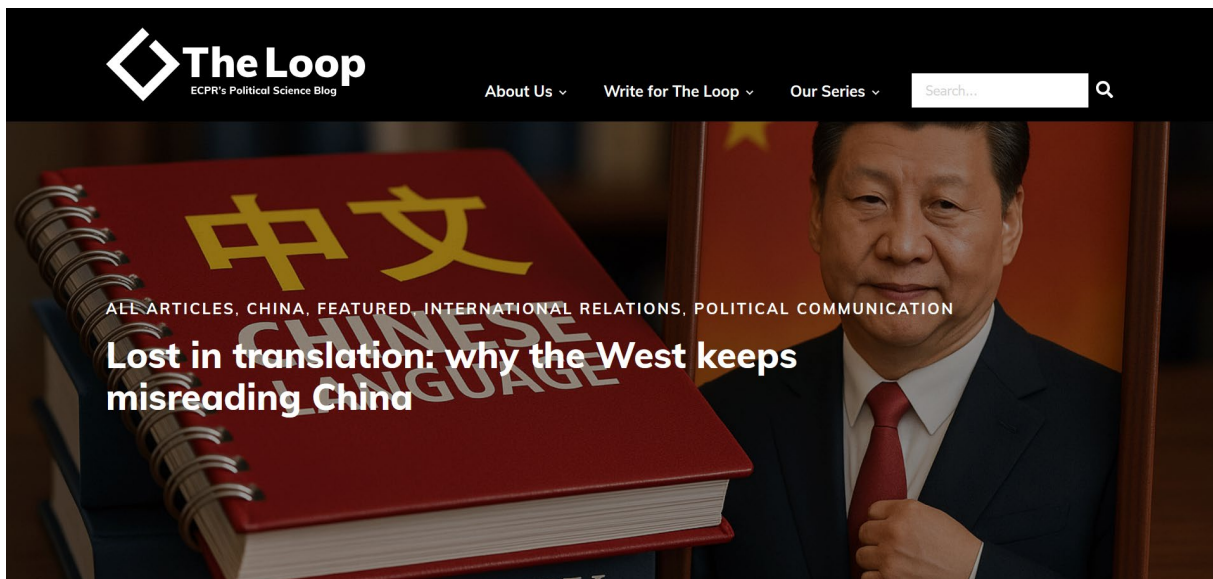 The Loop
ECPR's Political Science Blog
About Us
Write for The Loop
Our Series
Search...
中文
CHINESE
LANGUAGE
ALL ARTICLES, CHINA, FEATURED, INTERNATIONAL RELATIONS, POLITICAL COMMUNICATION
Lost in translation: why the West keeps
misreading China